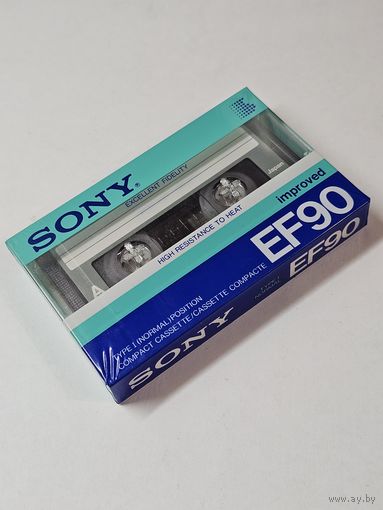 SONY®
EXCELLENT FIDELITY
Japan
A
HIGH RESISTANCE TO HEAT
improved
EF90
TYPE I (NORMAL) POSITION
COMPACT CASSETTE/CASSETTE COMPACTE
SONY
EF90
www.ay.by